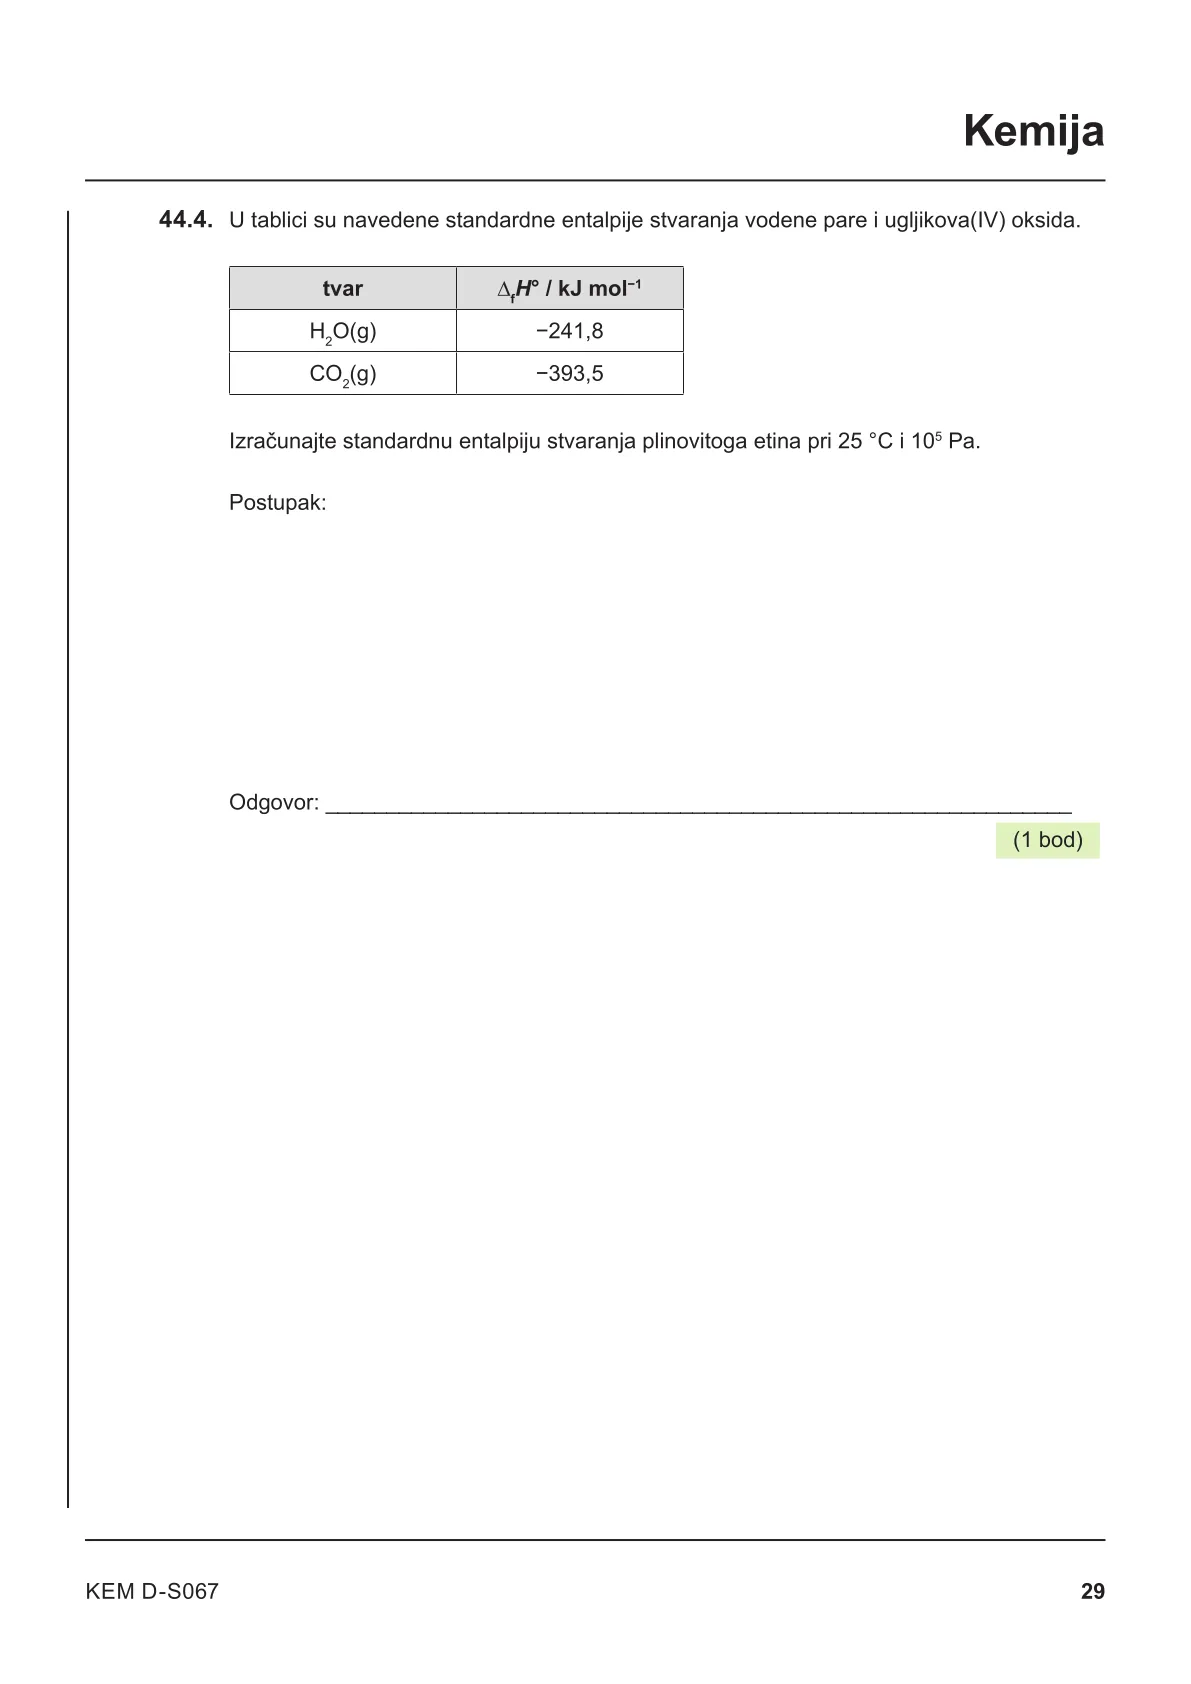 Kemija
44.4. U tablici su navedene standardne entalpije stvaranja vodene pare i ugljikova(IV) oksida.
tvar ΔfH° / kJ mol⁻¹
H₂O(g) −241,8
CO₂(g) −393,5
Izračunajte standardnu entalpiju stvaranja plinovitoga etina pri 25 °C i 10⁵ Pa.
Postupak:
Odgovor: ______________________________________________________________
(1 bod)
KEM D-S067 29